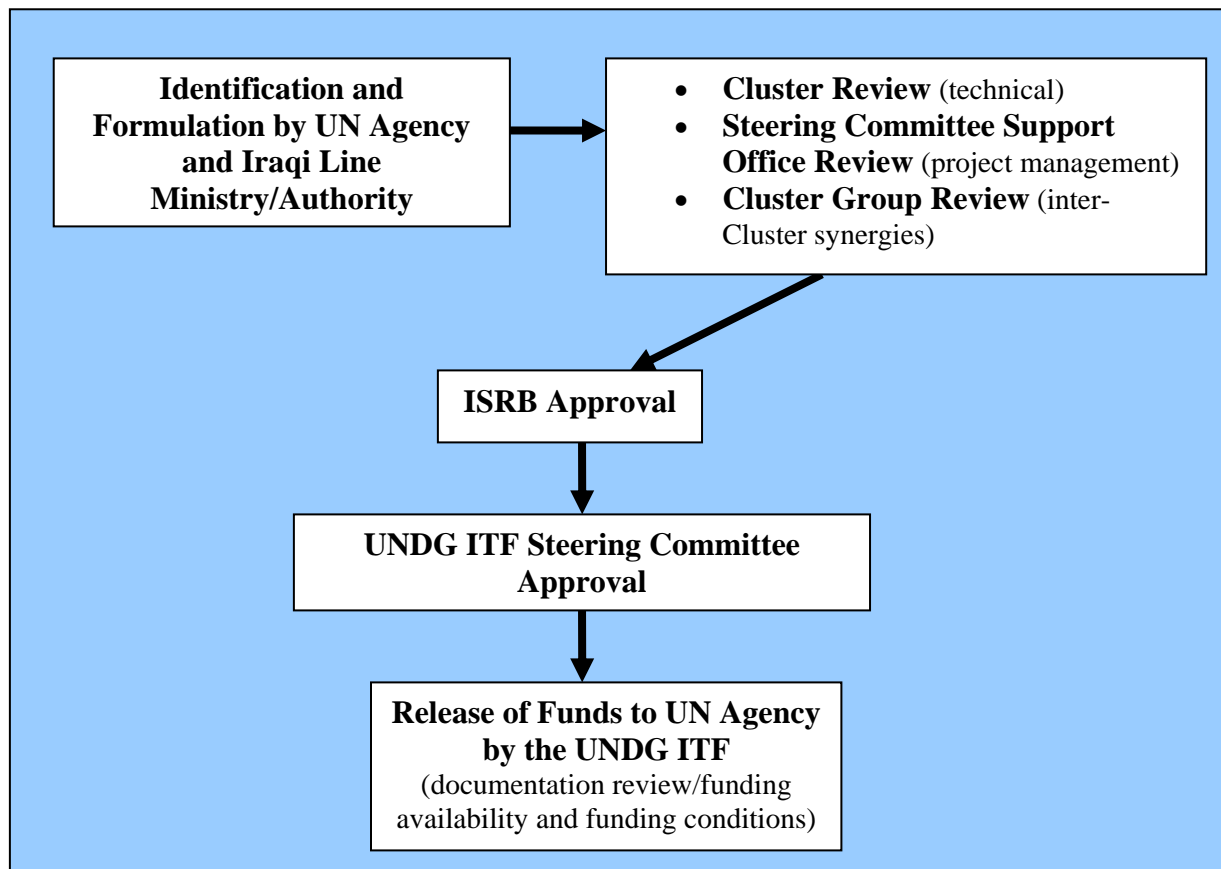 Identification and
Formulation by UN Agency
and Iraqi Line
Ministry/Authority
• Cluster Review (technical)
• Steering Committee Support
Office Review (project management)
• Cluster Group Review (inter-
Cluster synergies)
ISRB Approval
UNDG ITF Steering Committee
Approval
Release of Funds to UN Agency
by the UNDG ITF
(documentation review/funding
availability and funding conditions)